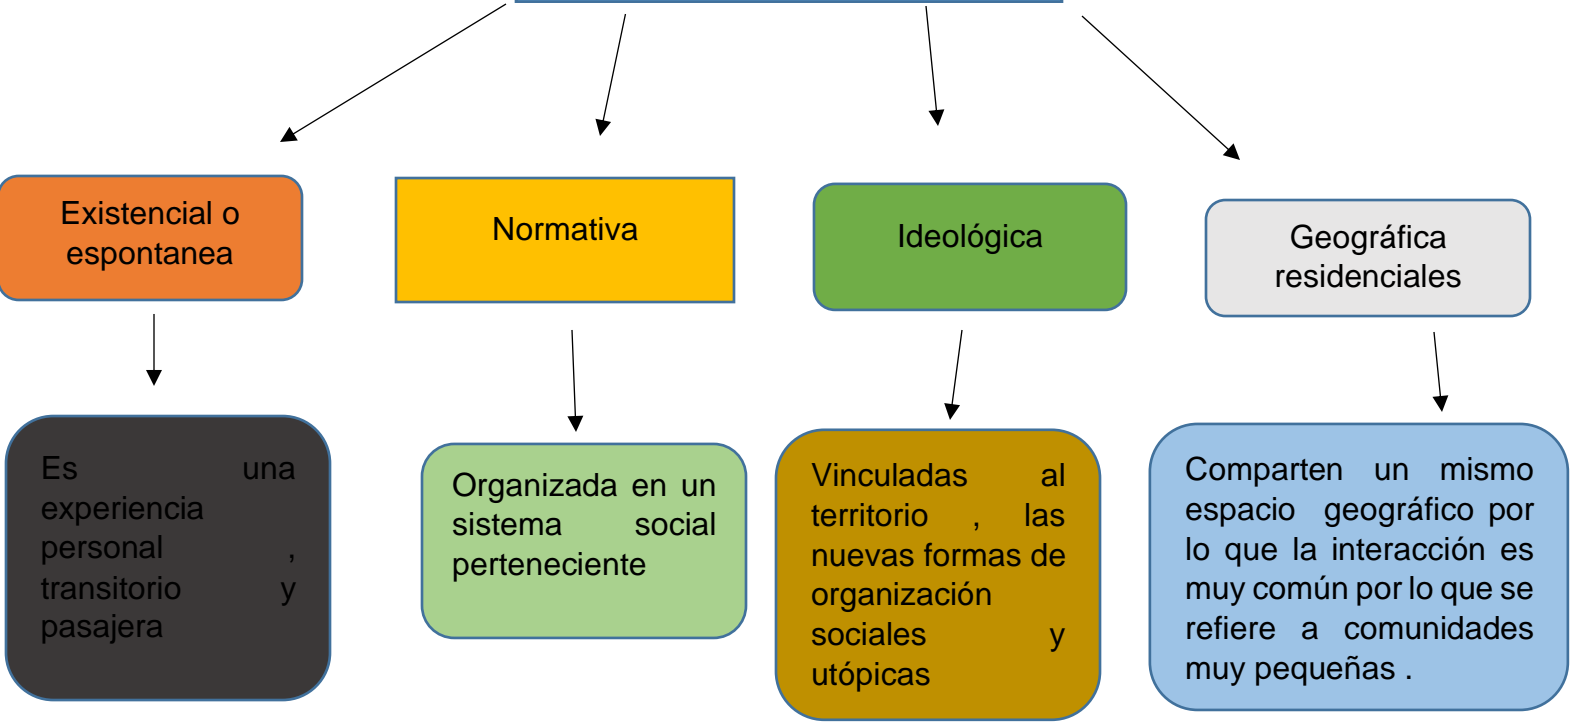 Existencial o
espontanea
Normativa
Ideológica
Geográfica
residenciales
Es una
experiencia
personal ,
transitorio y
pasajera
Organizada en un
sistema social
perteneciente
Vinculadas al
territorio , las
nuevas formas de
organización
sociales y
utópicas
Comparten un mismo
espacio geográfico por
lo que la interacción es
muy común por lo que se
refiere a comunidades
muy pequeñas .